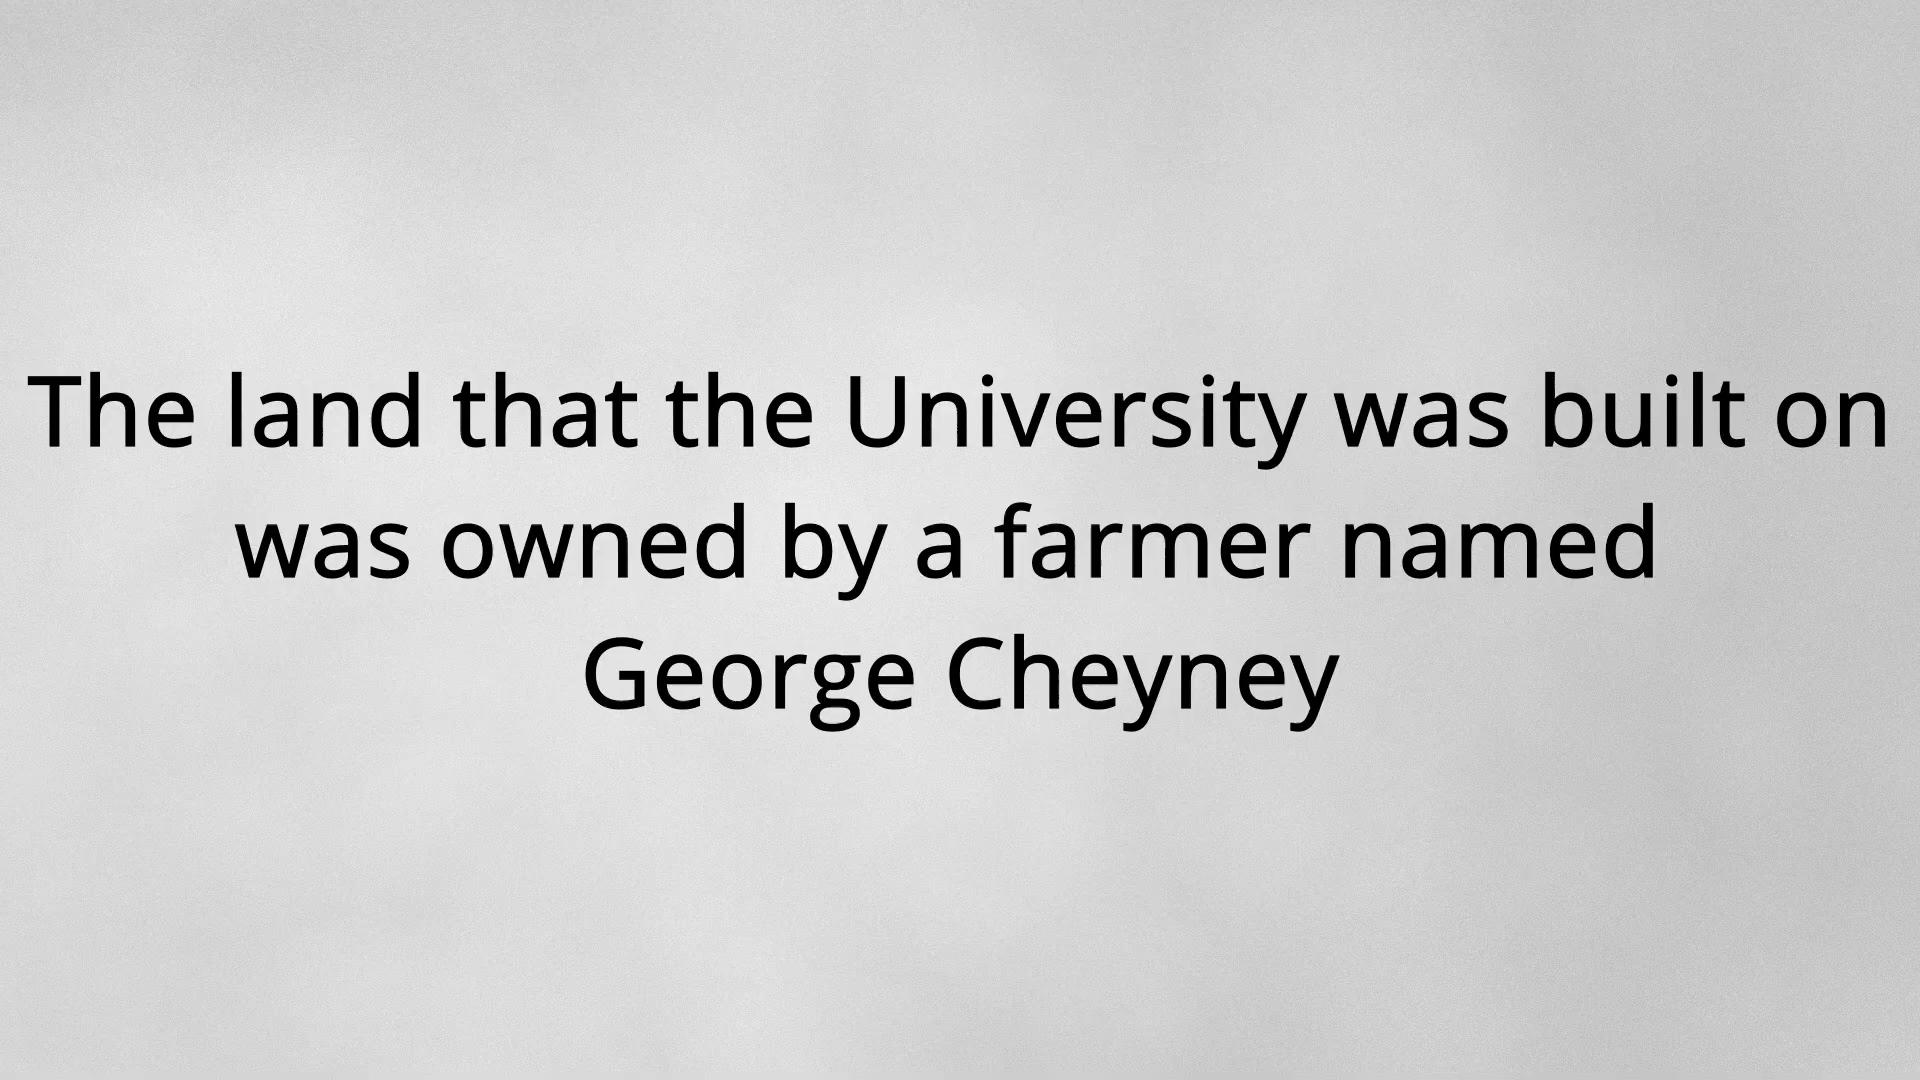 The land that the University was built on
was owned by a farmer named
George Cheyney